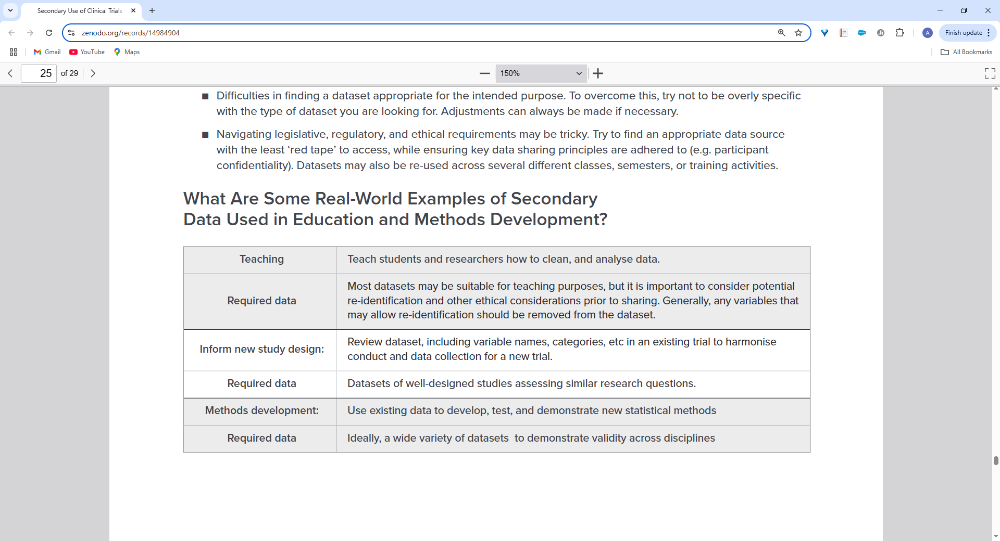 Secondary Use of Clinical Trials
zenodo.org/records/14984904
A
Finish update
Gmail
YouTube
Maps
All Bookmarks
25 of 29
150%
■ Difficulties in finding a dataset appropriate for the intended purpose. To overcome this, try not to be overly specific
with the type of dataset you are looking for. Adjustments can always be made if necessary.
■ Navigating legislative, regulatory, and ethical requirements may be tricky. Try to find an appropriate data source
with the least ‘red tape’ to access, while ensuring key data sharing principles are adhered to (e.g. participant
confidentiality). Datasets may also be re-used across several different classes, semesters, or training activities.
What Are Some Real-World Examples of Secondary
Data Used in Education and Methods Development?
Teaching
Teach students and researchers how to clean, and analyse data.
Required data
Most datasets may be suitable for teaching purposes, but it is important to consider potential
re-identification and other ethical considerations prior to sharing. Generally, any variables that
may allow re-identification should be removed from the dataset.
Inform new study design:
Review dataset, including variable names, categories, etc in an existing trial to harmonise
conduct and data collection for a new trial.
Required data
Datasets of well-designed studies assessing similar research questions.
Methods development:
Use existing data to develop, test, and demonstrate new statistical methods
Required data
Ideally, a wide variety of datasets  to demonstrate validity across disciplines